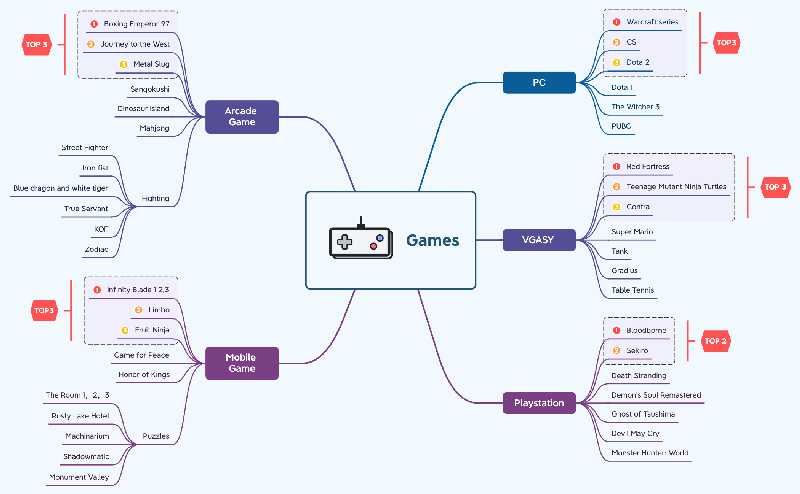 Games
Arcade
Game
TOP 3
1 Boxing Emperor 97
2 Journey to the West
3 Metal Slug
Sangokushi
Dinosaur Island
Mahjong
Fighting
Street Fighter
Iron fist
Blue dragon and white tiger
True Servant
KOF
Zodiac
Mobile
Game
TOP3
1 Infinity Blade 1,2,3
2 Limbo
3 Fruit Ninja
Game for Peace
Honor of Kings
Puzzles
The Room 1, 2, 3
Rusty Lake Hotel
Machinarium
Shadowmatic
Monument Valley
PC
TOP3
1 Warcraft series
2 CS
3 Dota 2
Dota 1
The Witcher 3
PUBG
VGASY
TOP 3
1 Red Fortress
2 Teenage Mutant Ninja Turtles
3 Contra
Super Mario
Tank
Gradius
Table Tennis
Playstation
TOP 2
1 Bloodborne
2 Sekiro
Death Stranding
Demon's Soul Remastered
Ghost of Tsushima
Devil May Cry
Monster Hunter: World